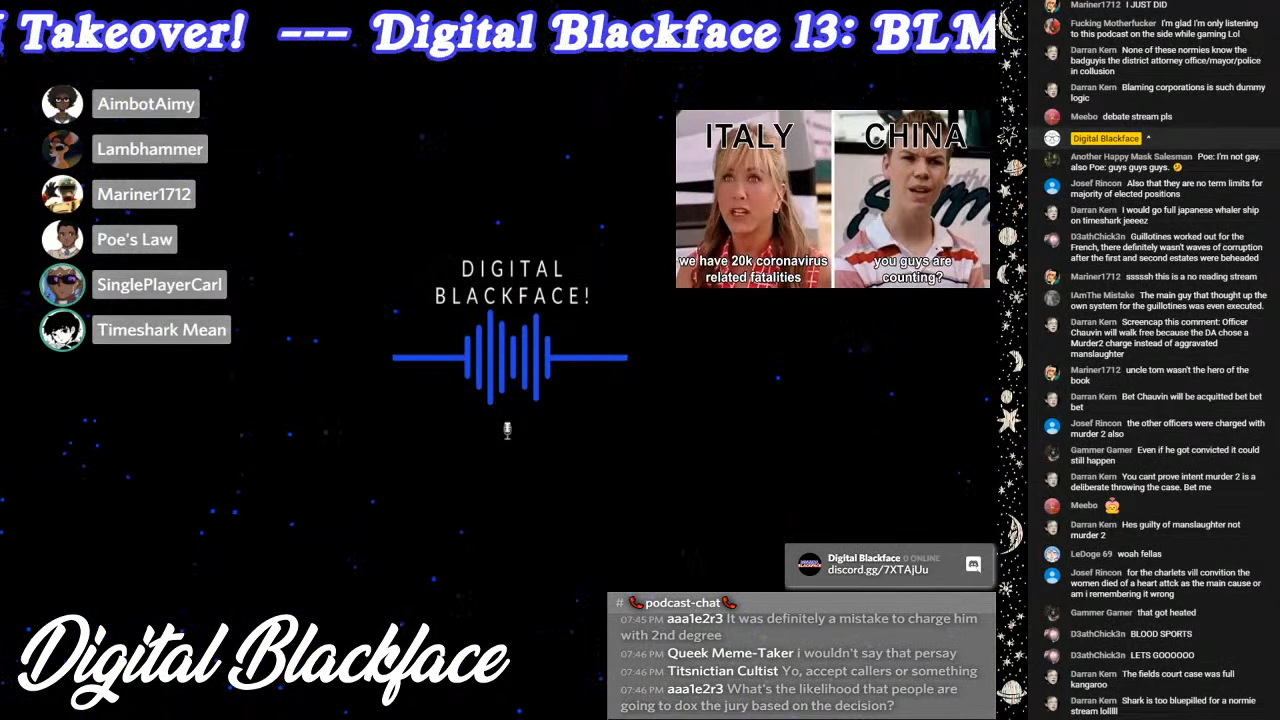 Takeover! --- Digital Blackface 13: BLM
AimbotAimy
Lambhammer
Mariner1712
Poe's Law
SinglePlayerCarl
Timeshark Mean
DIGITAL
BLACKFACE!
ITALY
CHINA
we have 20k coronavirus
related fatalities
you guys are
counting?
Digital Blackface 0 ONLINE
discord.gg/7XTAjUu
# podcast-chat
07:45 PM aaa1e2r3 It was definitely a mistake to charge him
with 2nd degree
07:46 PM Queek Meme-Taker i wouldn't say that persay
07:46 PM Titsnictian Cultist Yo, accept callers or something
07:46 PM aaa1e2r3 What's the likelihood that people are
going to dox the jury based on the decision?
Digital Blackface
Mariner1712 I JUST DID
Fucking Motherfucker I'm glad I'm only listening
to this podcast on the side while gaming Lol
Darran Kern None of these normies know the
badguyis the district attorney office/mayor/police
in collusion
Darran Kern Blaming corporations is such dummy
logic
Meebo debate stream pls
Digital Blackface ^
Another Happy Mask Salesman Poe: I'm not gay.
also Poe: guys guys guys.
Josef Rincon Also that they are no term limits for
majority of elected positions
Darran Kern I would go full japanese whaler ship
on timeshark jeeeez
D3athChick3n Guillotines worked out for the
French, there definitely wasn't waves of corruption
after the first and second estates were beheaded
Mariner1712 sssssh this is a no reading stream
IAmThe Mistake The main guy that thought up the
own system for the guillotines was even executed.
Darran Kern Screencap this comment: Officer
Chauvin will walk free because the DA chose a
Murder2 charge instead of aggravated
manslaughter
Mariner1712 uncle tom wasn't the hero of the
book
Darran Kern Bet Chauvin will be acquitted bet bet
bet
Josef Rincon the other officers were charged with
murder 2 also
Gammer Gamer Even if he got convicted it could
still happen
Darran Kern You cant prove intent murder 2 is a
deliberate throwing the case. Bet me
Meebo
Darran Kern Hes guilty of manslaughter not
murder 2
LeDoge 69 woah fellas
Josef Rincon for the charlets vill convition the
women died of a heart attck as the main cause or
am i remembering it wrong
Gammer Gamer that got heated
D3athChick3n BLOOD SPORTS
D3athChick3n LETS GOOOOOO
Darran Kern The fields court case was full
kangaroo
Darran Kern Shark is too bluepilled for a normie
stream lolllll